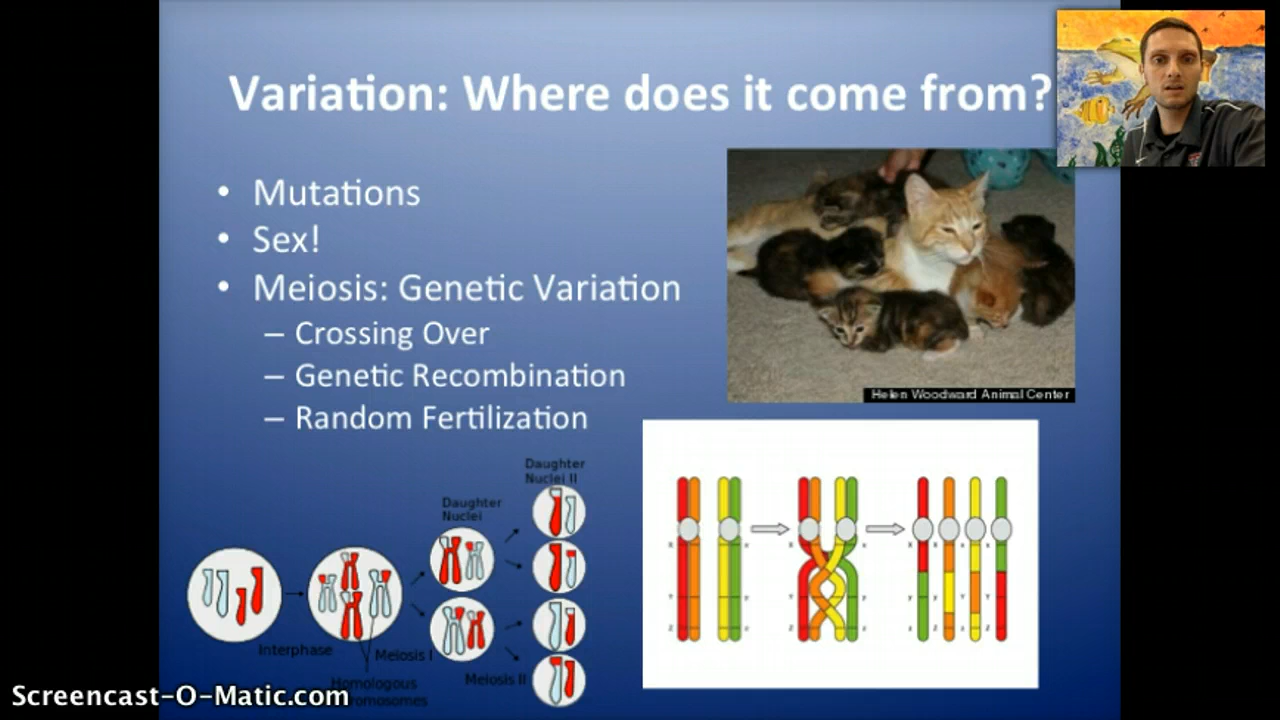 Variation: Where does it come from?
• Mutations
• Sex!
• Meiosis: Genetic Variation
– Crossing Over
– Genetic Recombination
– Random Fertilization
Helen Woodward Animal Center
Daughter
Nuclei II
Daughter
Nuclei
Interphase
Meiosis I
Homologous
Meiosis II
Screencast-O-Matic.com